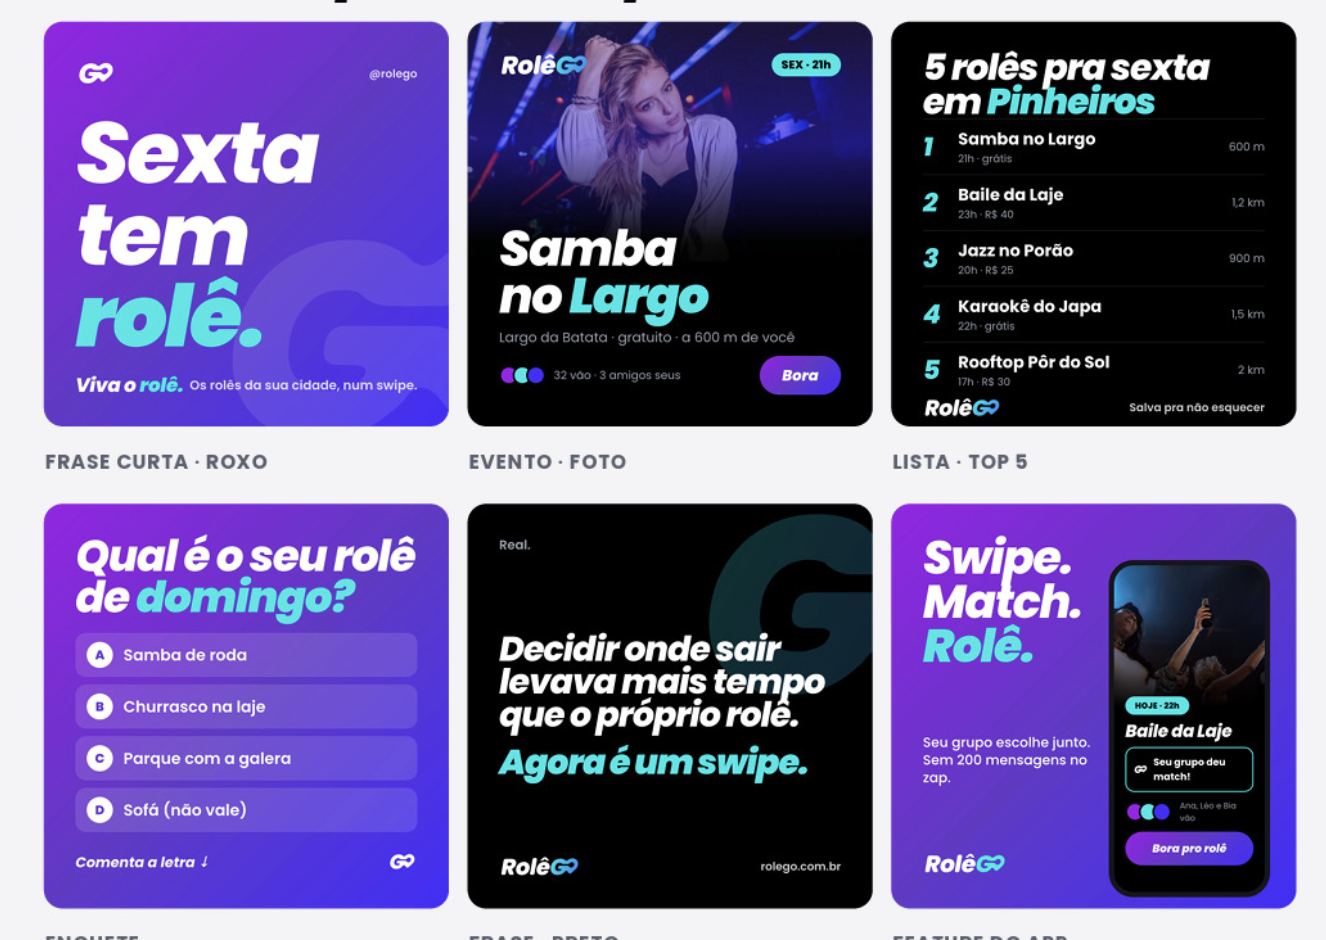 GO
@rolego
Sexta
tem
rolê.
Viva o rolê. Os rolês da sua cidade, num swipe.
FRASE CURTA · ROXO
RolêGO
SEX · 21h
Samba
no Largo
Largo da Batata · gratuito · a 600 m de você
32 vão · 3 amigos seus
Bora
EVENTO · FOTO
5 rolês pra sexta
em Pinheiros
1 Samba no Largo 600 m
21h · grátis
2 Baile da Laje 1,2 km
23h · R$ 40
3 Jazz no Porão 900 m
20h · R$ 25
4 Karaokê do Japa 1,5 km
22h · grátis
5 Rooftop Pôr do Sol 2 km
17h · R$ 30
RolêGO Salva pra não esquecer
LISTA · TOP 5
Qual é o seu rolê
de domingo?
A Samba de roda
B Churrasco na laje
C Parque com a galera
D Sofá (não vale)
Comenta a letra ↓ GO
ENQUETE
Real.
Decidir onde sair
levava mais tempo
que o próprio rolê.
Agora é um swipe.
RolêGO rolego.com.br
FRASE · PRETO
Swipe.
Match.
Rolê.
Seu grupo escolhe junto.
Sem 200 mensagens no
zap.
RolêGO
HOJE · 22h
Baile da Laje
Seu grupo deu
match!
Ana, Léo e Bia
vão
Bora pro rolê
FEATURE DO APP